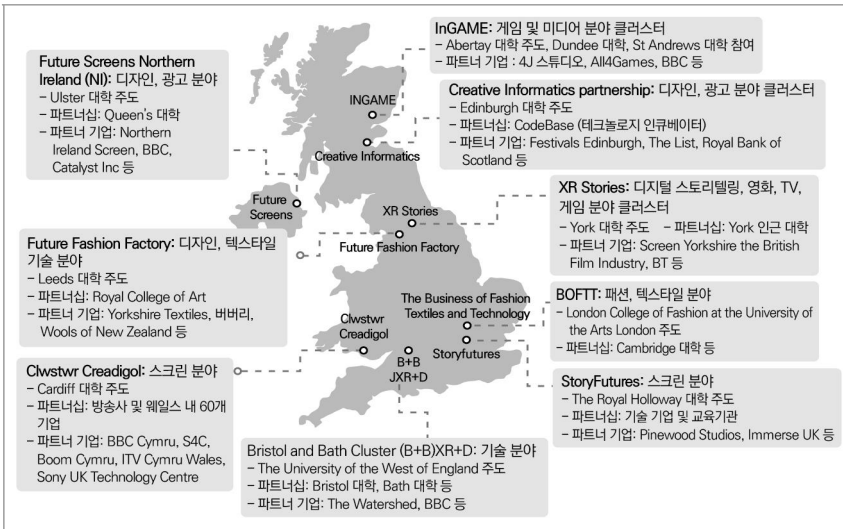 InGAME: 게임 및 미디어 분야 클러스터
– Abertay 대학 주도, Dundee 대학, St Andrews 대학 참여
– 파트너 기업 : 4J 스튜디오, All4Games, BBC 등
Future Screens Northern
Ireland (NI): 디자인, 광고 분야
– Ulster 대학 주도
– 파트너십: Queen's 대학
– 파트너 기업: Northern
Ireland Screen, BBC,
Catalyst Inc 등
Creative Informatics partnership: 디자인, 광고 분야 클러스터
– Edinburgh 대학 주도
– 파트너십: CodeBase (테크놀로지 인큐베이터)
– 파트너 기업: Festivals Edinburgh, The List, Royal Bank of
Scotland 등
INGAME
Creative Informatics
Future
Screens
XR Stories
Future Fashion Factory
XR Stories: 디지털 스토리텔링, 영화, TV,
게임 분야 클러스터
– York 대학 주도 – 파트너십: York 인근 대학
– 파트너 기업: Screen Yorkshire the British
Film Industry, BT 등
Future Fashion Factory: 디자인, 텍스타일
기술 분야
– Leeds 대학 주도
– 파트너십: Royal College of Art
– 파트너 기업: Yorkshire Textiles, 버버리,
Wools of New Zealand 등
The Business of Fashion
Textiles and Technology
Clwstwr
Creadigol
Storyfutures
B+B
JXR+D
BOFTT: 패션, 텍스타일 분야
– London College of Fashion at the University of
the Arts London 주도
– 파트너십: Cambridge 대학 등
Clwstwr Creadigol: 스크린 분야
– Cardiff 대학 주도
– 파트너십: 방송사 및 웨일스 내 60개
기업
– 파트너 기업: BBC Cymru, S4C,
Boom Cymru, ITV Cymru Wales,
Sony UK Technology Centre
StoryFutures: 스크린 분야
– The Royal Holloway 대학 주도
– 파트너십: 기술 기업 및 교육기관
– 파트너 기업: Pinewood Studios, Immerse UK 등
Bristol and Bath Cluster (B+B)XR+D: 기술 분야
– The University of the West of England 주도
– 파트너십: Bristol 대학, Bath 대학 등
– 파트너 기업: The Watershed, BBC 등